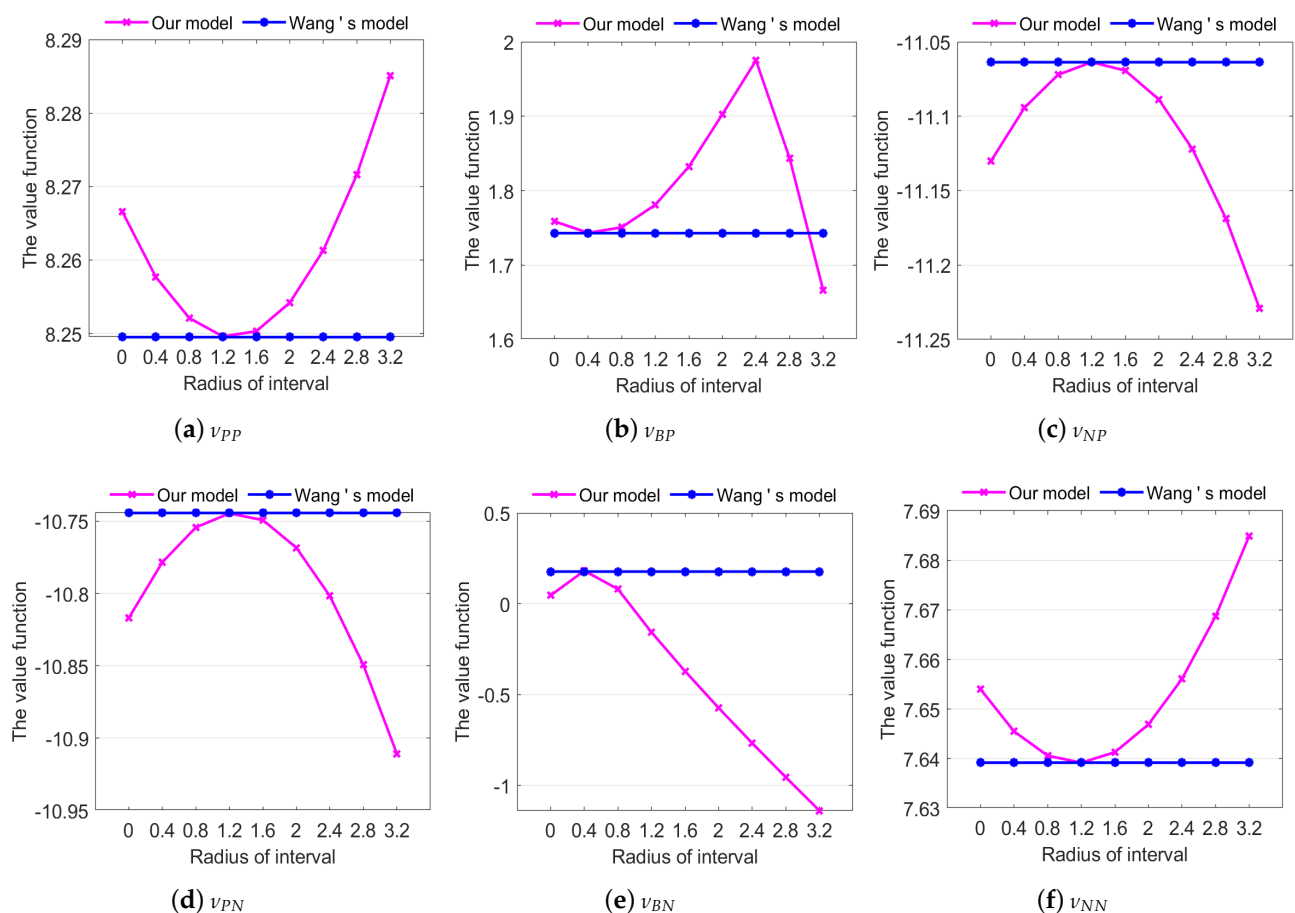 Our model Wang ' s model
8.29
8.28
8.27
8.26
8.25
The value function
0 0.4 0.8 1.2 1.6 2 2.4 2.8 3.2
Radius of interval
(a) νPP
Our model Wang ' s model
2
1.9
1.8
1.7
1.6
The value function
0 0.4 0.8 1.2 1.6 2 2.4 2.8 3.2
Radius of interval
(b) νBP
Our model Wang ' s model
-11.05
-11.1
-11.15
-11.2
-11.25
The value function
0 0.4 0.8 1.2 1.6 2 2.4 2.8 3.2
Radius of interval
(c) νNP
Our model Wang ' s model
-10.75
-10.8
-10.85
-10.9
-10.95
The value function
0 0.4 0.8 1.2 1.6 2 2.4 2.8 3.2
Radius of interval
(d) νPN
Our model Wang ' s model
0.5
0
-0.5
-1
The value function
0 0.4 0.8 1.2 1.6 2 2.4 2.8 3.2
Radius of interval
(e) νBN
Our model Wang ' s model
7.69
7.68
7.67
7.66
7.65
7.64
7.63
The value function
0 0.4 0.8 1.2 1.6 2 2.4 2.8 3.2
Radius of interval
(f) νNN